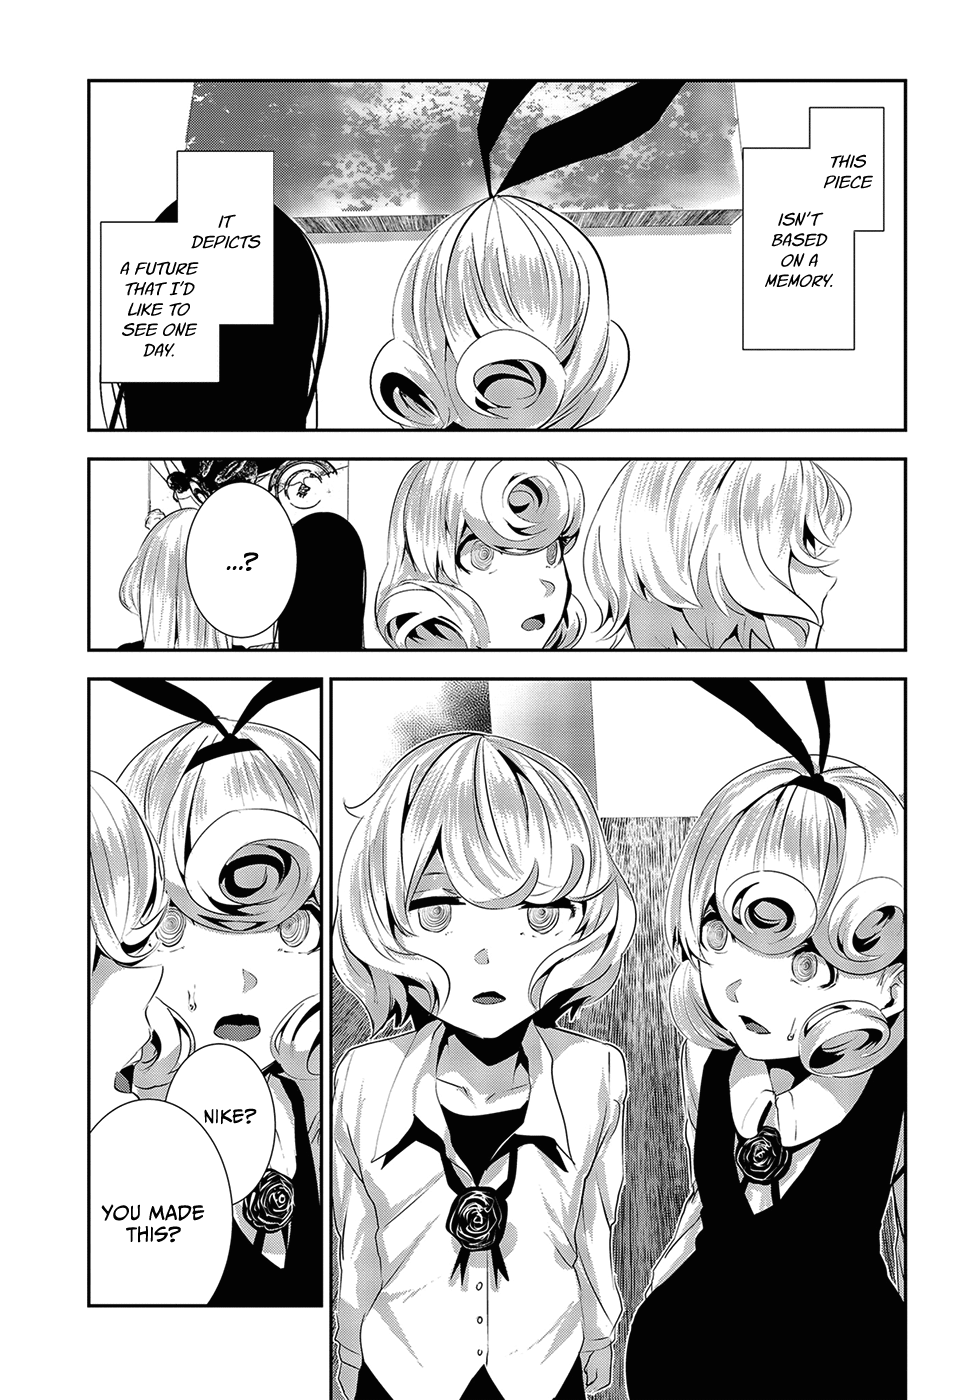 THIS
PIECE
ISN'T
BASED
ON A
MEMORY.
IT
DEPICTS
A FUTURE
THAT I'D
LIKE TO
SEE ONE
DAY.
...?
NIKE?
YOU MADE
THIS?